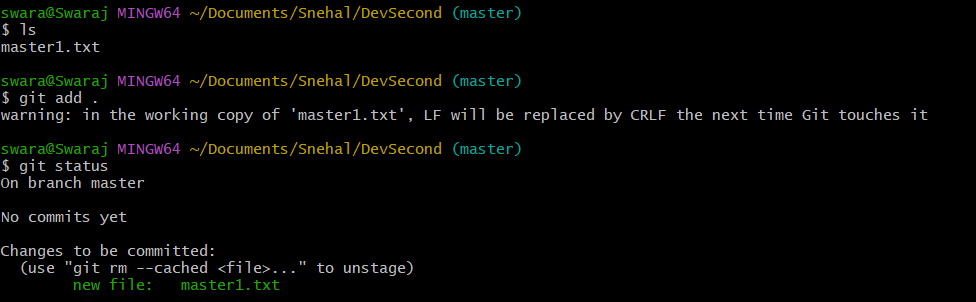 swara@Swaraj MINGW64 ~/Documents/Snehal/DevSecond (master)
$ ls
master1.txt
swara@Swaraj MINGW64 ~/Documents/Snehal/DevSecond (master)
$ git add .
warning: in the working copy of 'master1.txt', LF will be replaced by CRLF the next time Git touches it
swara@Swaraj MINGW64 ~/Documents/Snehal/DevSecond (master)
$ git status
On branch master
No commits yet
Changes to be committed:
  (use "git rm --cached <file>..." to unstage)
        new file:   master1.txt